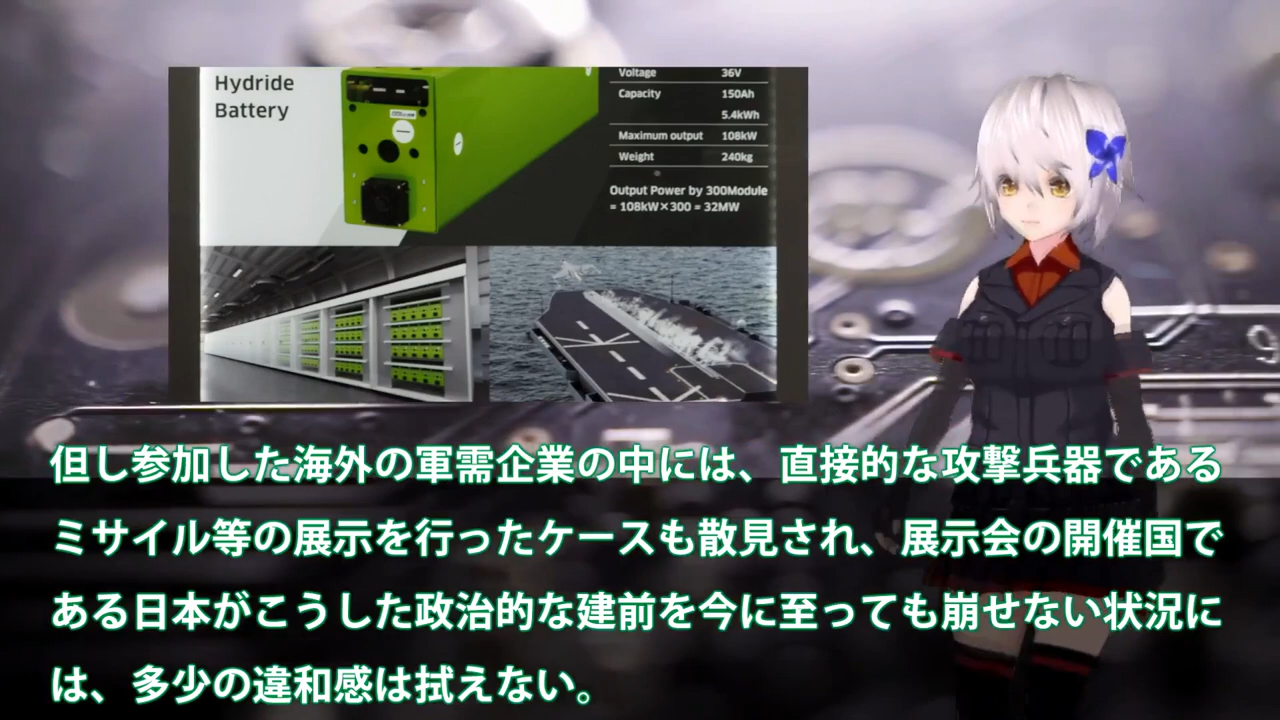 Hydride
Battery
Voltage 36V
Capacity 150Ah
5.4kWh
Maximum output 108kW
Weight 240kg
Output Power by 300Module
= 108kW×300 = 32MW
但し参加した海外の軍需企業の中には、直接的な攻撃兵器である
ミサイル等の展示を行ったケースも散見され、展示会の開催国で
ある日本がこうした政治的な建前を今に至っても崩せない状況に
は、多少の違和感は拭えない。